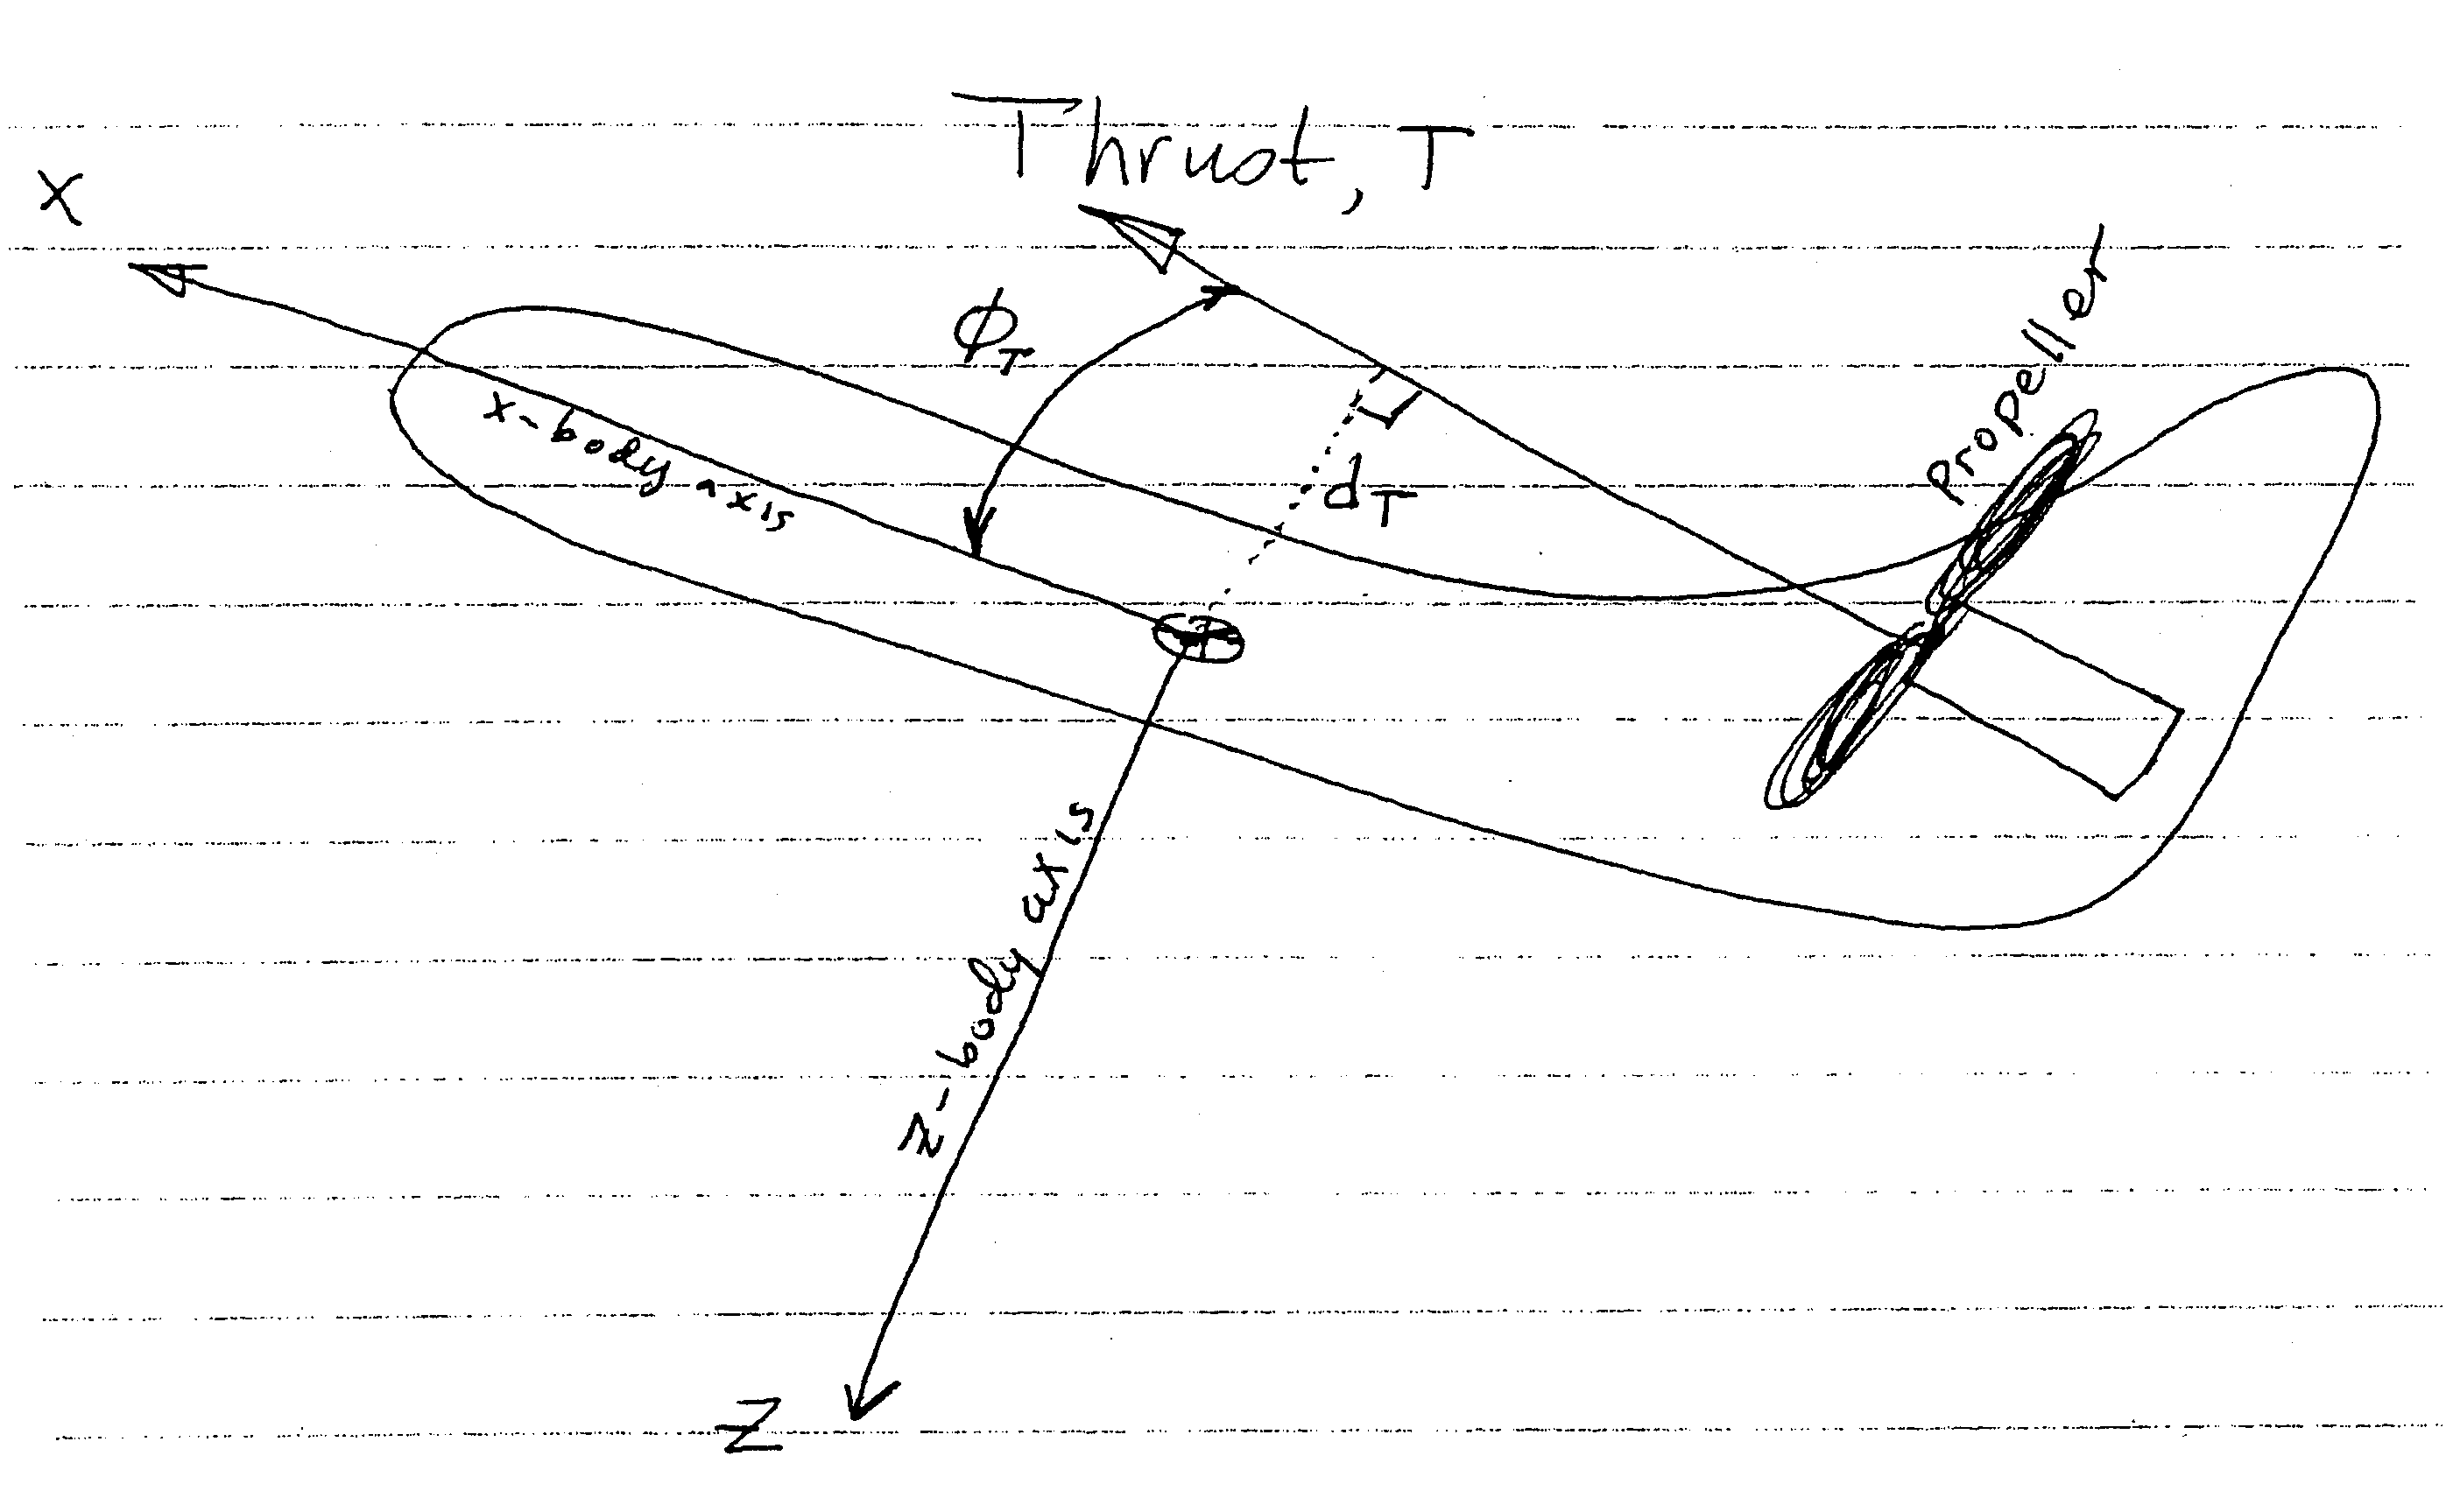 Thrust, T
X
ϕT
x-body axis
dT
Propeller
z-body axis
Z